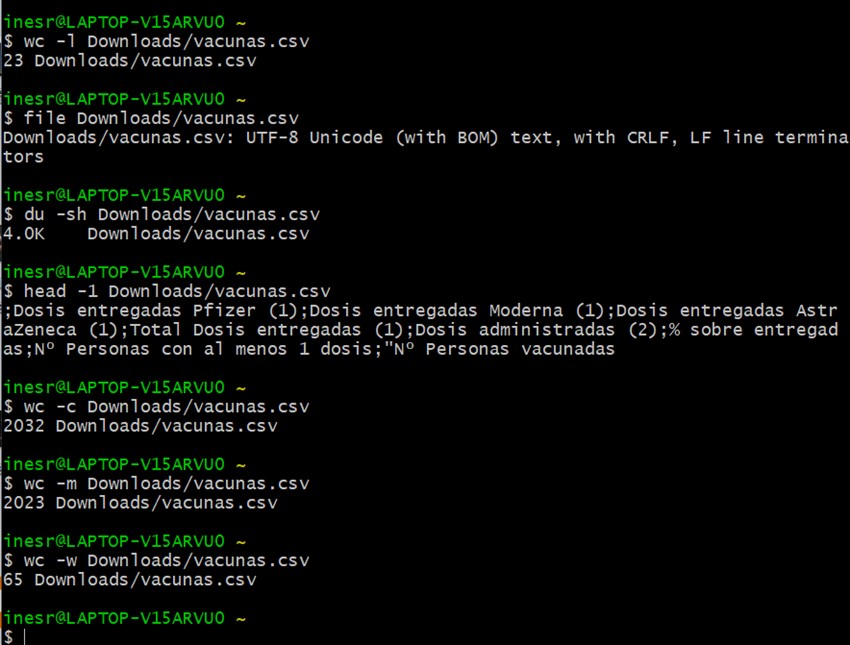 inesr@LAPTOP-V15ARVU0 ~
$ wc -l Downloads/vacunas.csv
23 Downloads/vacunas.csv
inesr@LAPTOP-V15ARVU0 ~
$ file Downloads/vacunas.csv
Downloads/vacunas.csv: UTF-8 Unicode (with BOM) text, with CRLF, LF line termina
tors
inesr@LAPTOP-V15ARVU0 ~
$ du -sh Downloads/vacunas.csv
4.0K    Downloads/vacunas.csv
inesr@LAPTOP-V15ARVU0 ~
$ head -1 Downloads/vacunas.csv
;Dosis entregadas Pfizer (1);Dosis entregadas Moderna (1);Dosis entregadas Astr
aZeneca (1);Total Dosis entregadas (1);Dosis administradas (2);% sobre entregad
as;Nº Personas con al menos 1 dosis;"Nº Personas vacunadas
inesr@LAPTOP-V15ARVU0 ~
$ wc -c Downloads/vacunas.csv
2032 Downloads/vacunas.csv
inesr@LAPTOP-V15ARVU0 ~
$ wc -m Downloads/vacunas.csv
2023 Downloads/vacunas.csv
inesr@LAPTOP-V15ARVU0 ~
$ wc -w Downloads/vacunas.csv
65 Downloads/vacunas.csv
inesr@LAPTOP-V15ARVU0 ~
$